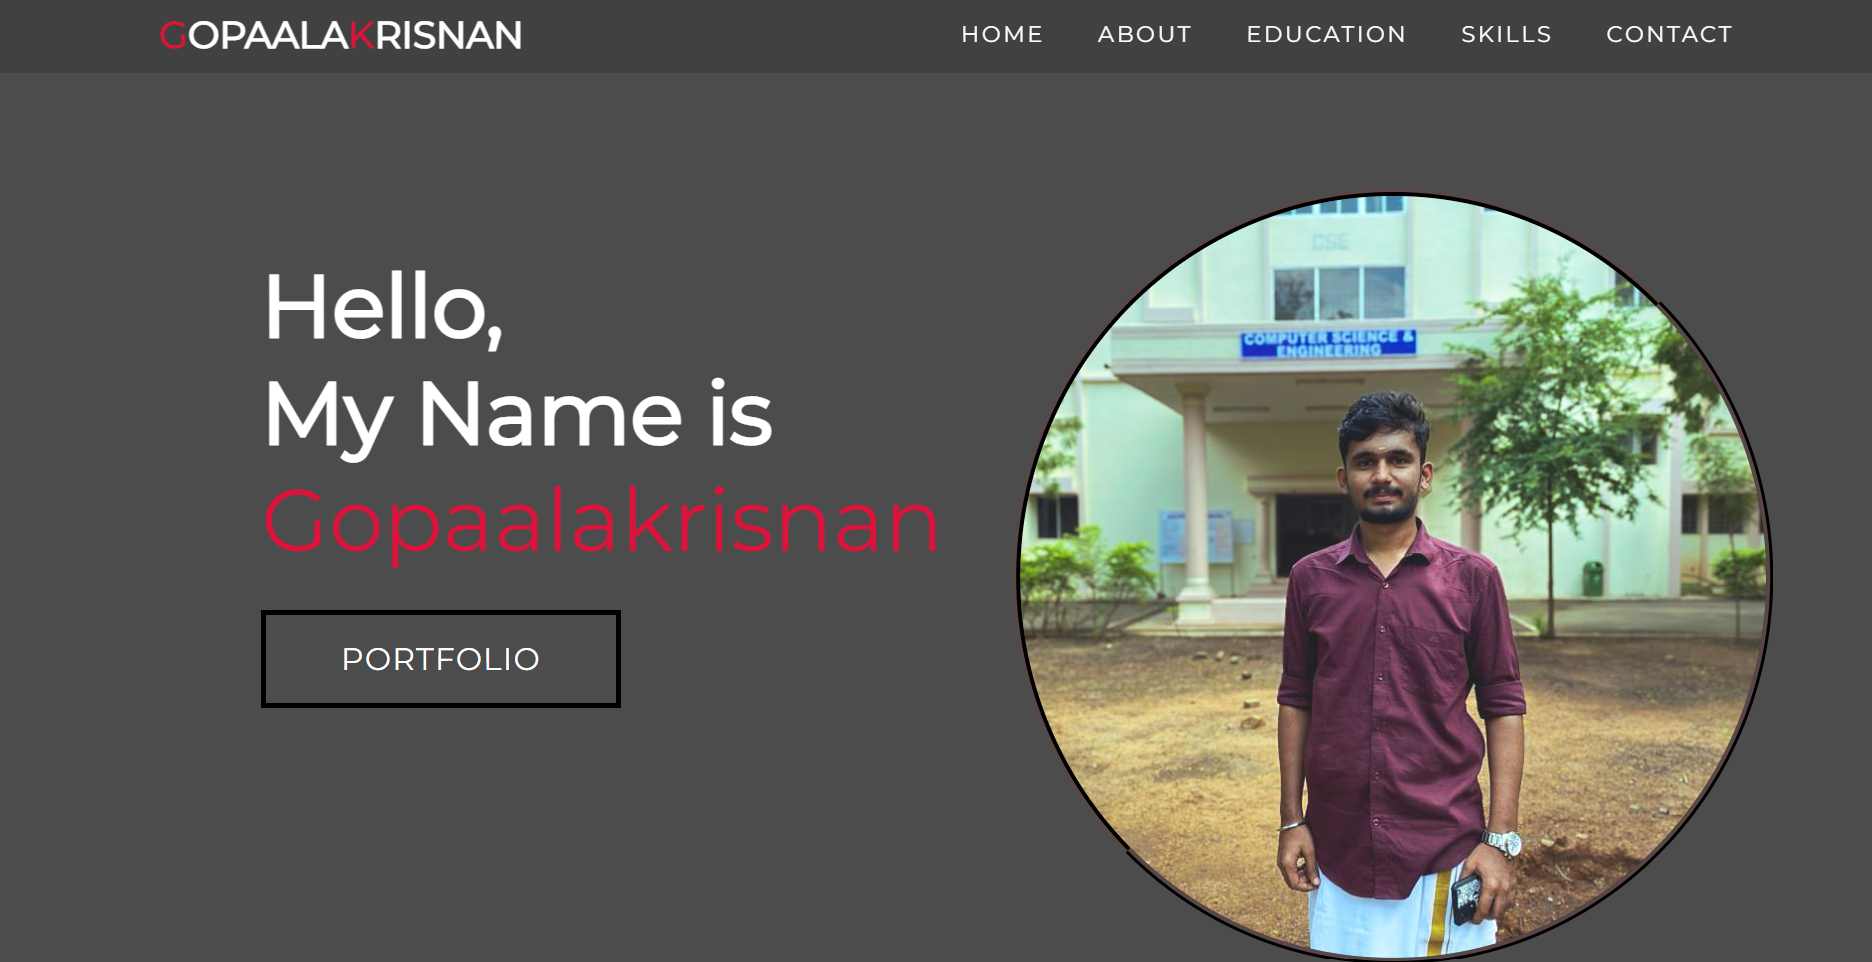 GOPAALAKRISNAN
HOME ABOUT EDUCATION SKILLS CONTACT
Hello,
My Name is
Gopaalakrisnan
PORTFOLIO
CSE
COMPUTER SCIENCE &
ENGINEERING